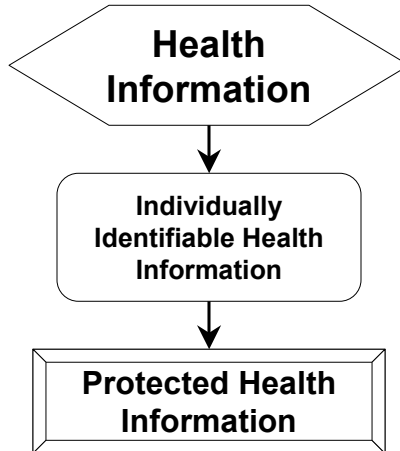 Health
Information
Individually
Identifiable Health
Information
Protected Health
Information